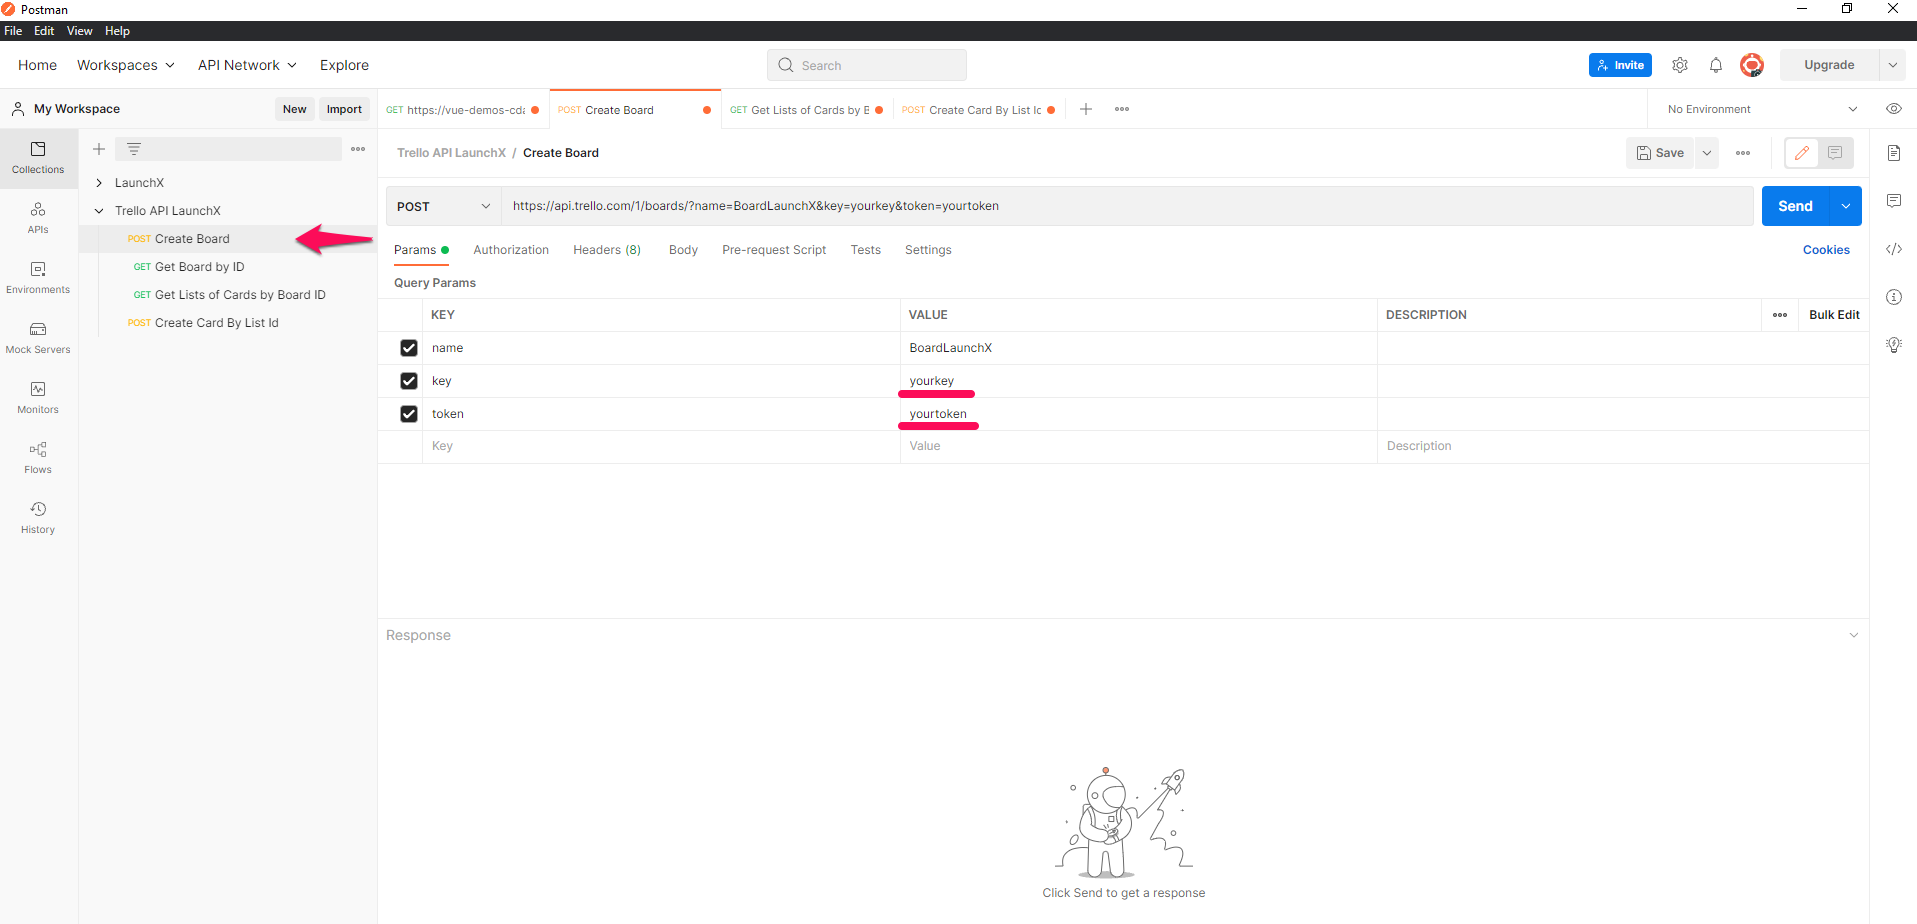 Postman
File Edit View Help
Home Workspaces API Network Explore
Search
Invite
Upgrade
My Workspace
New Import
GET https://vue-demos-cda
POST Create Board
GET Get Lists of Cards by B
POST Create Card By List Id
No Environment
Collections
APIs
Environments
Mock Servers
Monitors
Flows
History
LaunchX
Trello API LaunchX
POST Create Board
GET Get Board by ID
GET Get Lists of Cards by Board ID
POST Create Card By List Id
Trello API LaunchX / Create Board
Save
POST
https://api.trello.com/1/boards/?name=BoardLaunchX&key=yourkey&token=yourtoken
Send
Params Authorization Headers (8) Body Pre-request Script Tests Settings
Cookies
Query Params
KEY VALUE DESCRIPTION
Bulk Edit
name BoardLaunchX
key yourkey
token yourtoken
Key Value Description
Response
Click Send to get a response